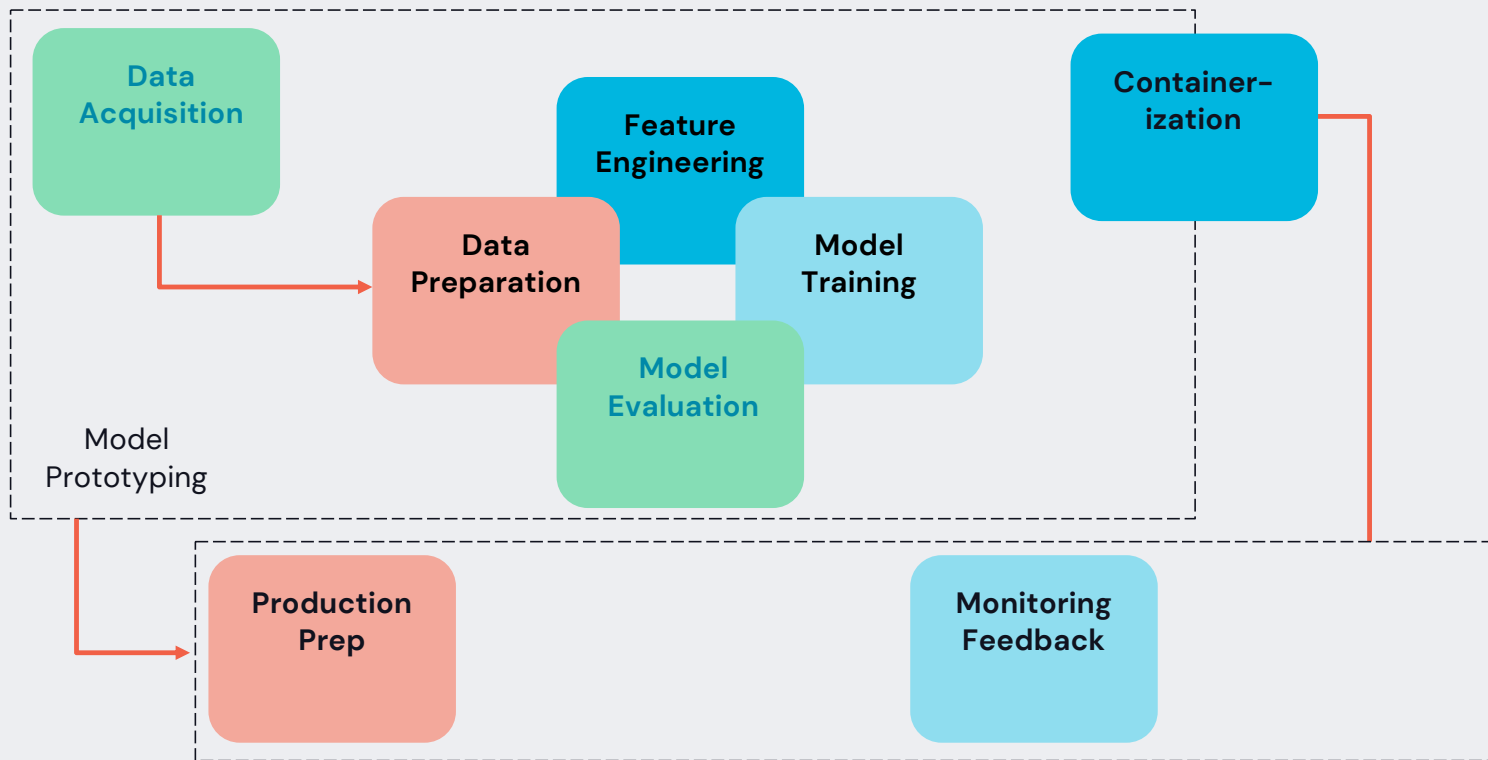 Data
Acquisition
Feature
Engineering
Container-
ization
Data
Preparation
Model
Training
Model
Evaluation
Model
Prototyping
Production
Prep
Monitoring
Feedback